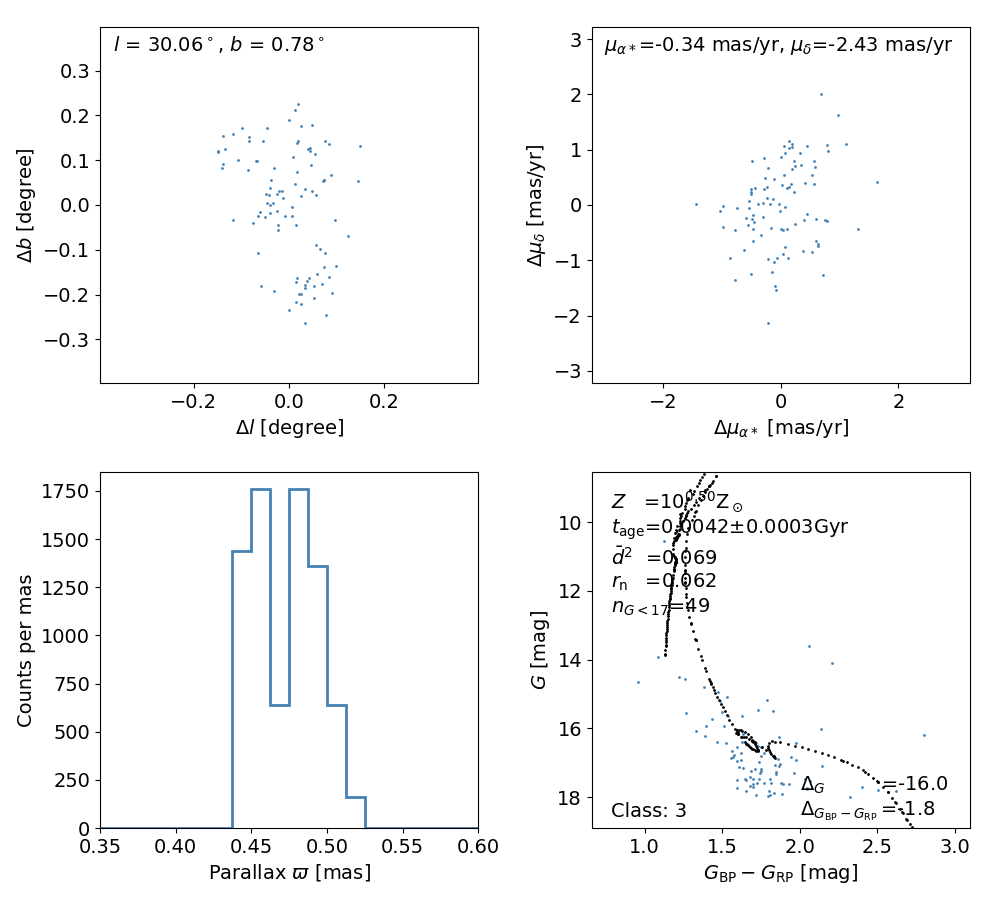 l = 30.06°, b = 0.78°
0.3
0.2
0.1
0.0
−0.1
−0.2
−0.3
Δb [degree]
−0.2 0.0 0.2
Δl [degree]
μα*=-0.34 mas/yr, μδ=-2.43 mas/yr
3
2
1
0
−1
−2
−3
Δμδ [mas/yr]
−2 0 2
Δμα* [mas/yr]
1750
1500
1250
1000
750
500
250
0
Counts per mas
0.35 0.40 0.45 0.50 0.55 0.60
Parallax ϖ [mas]
Z =10^0.50 Z⊙
t_age=0.0042±0.0003Gyr
d̄² =0.069
r_n =0.062
n_G<17=49
10
12
14
16
18
G [mag]
Δ_G =-16.0
Δ_GBP−GRP =-1.8
Class: 3
1.0 1.5 2.0 2.5 3.0
G_BP − G_RP [mag]